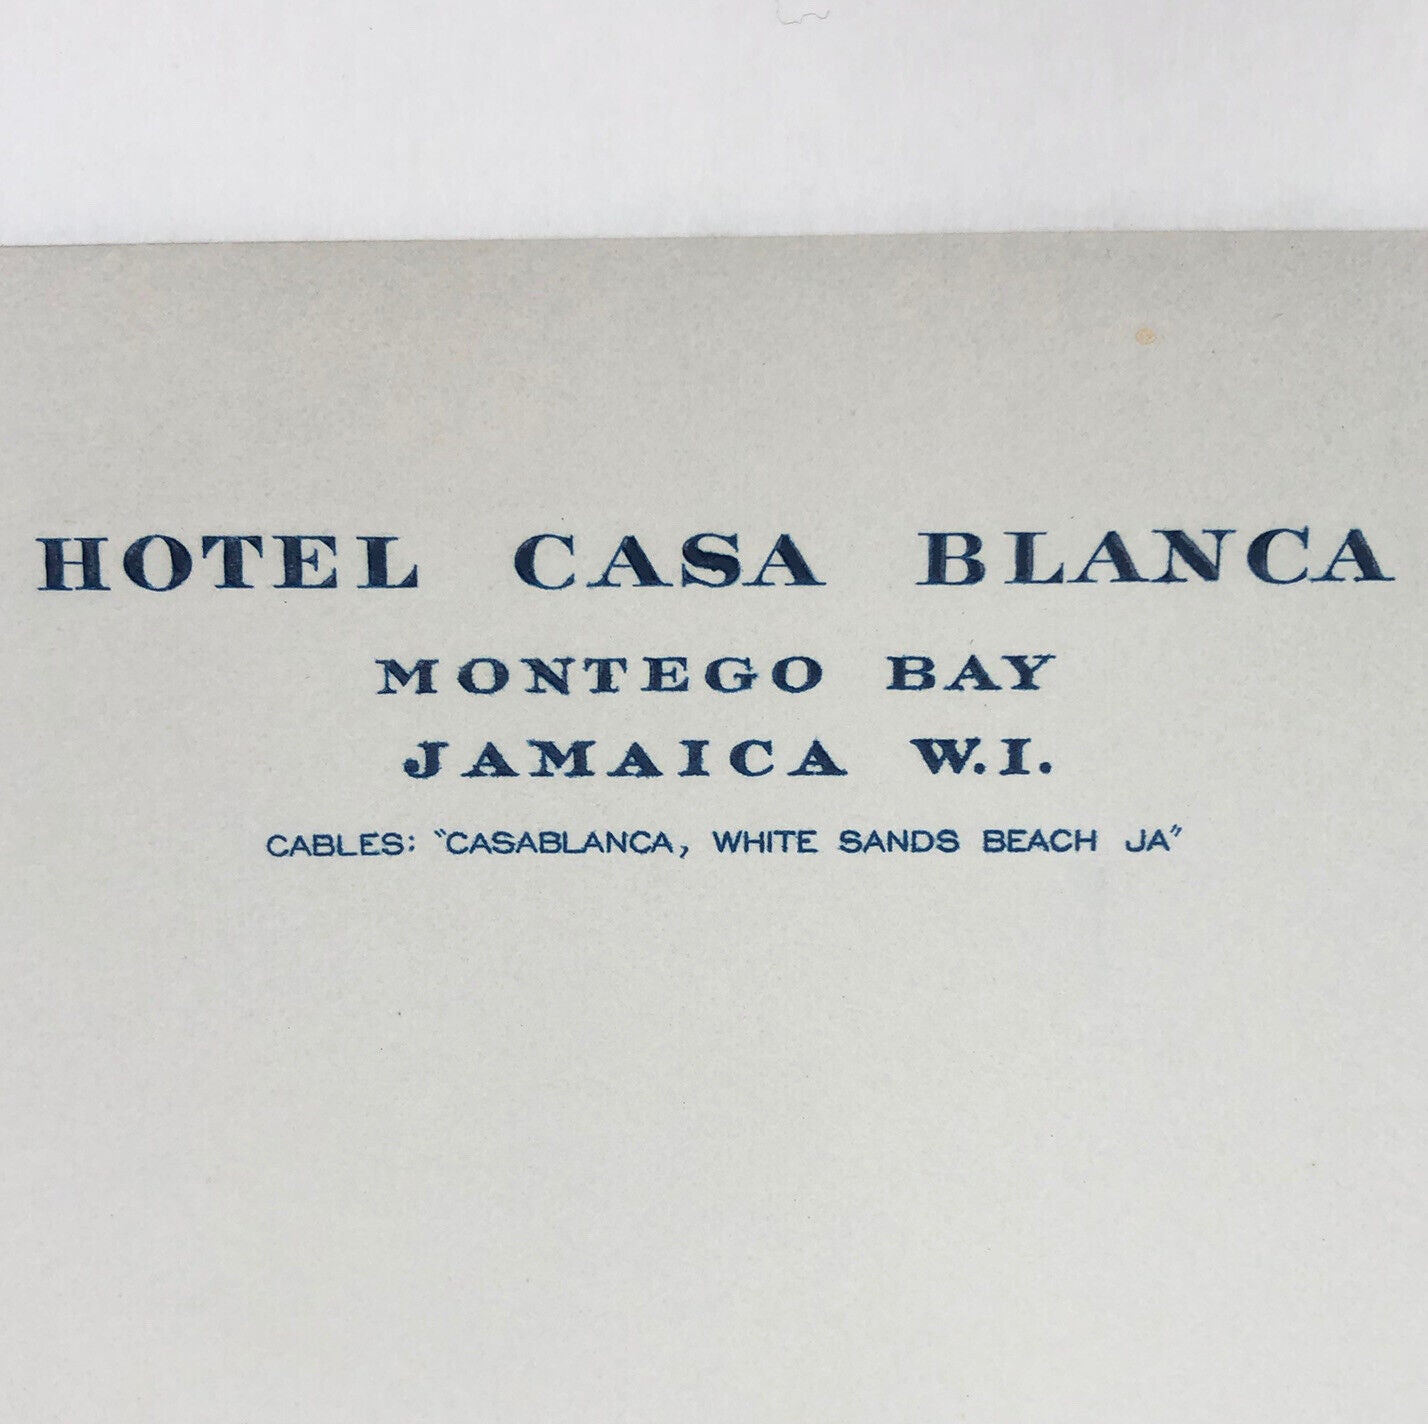 HOTEL CASA BLANCA
MONTEGO BAY
JAMAICA W.I.
CABLES: "CASABLANCA, WHITE SANDS BEACH JA"